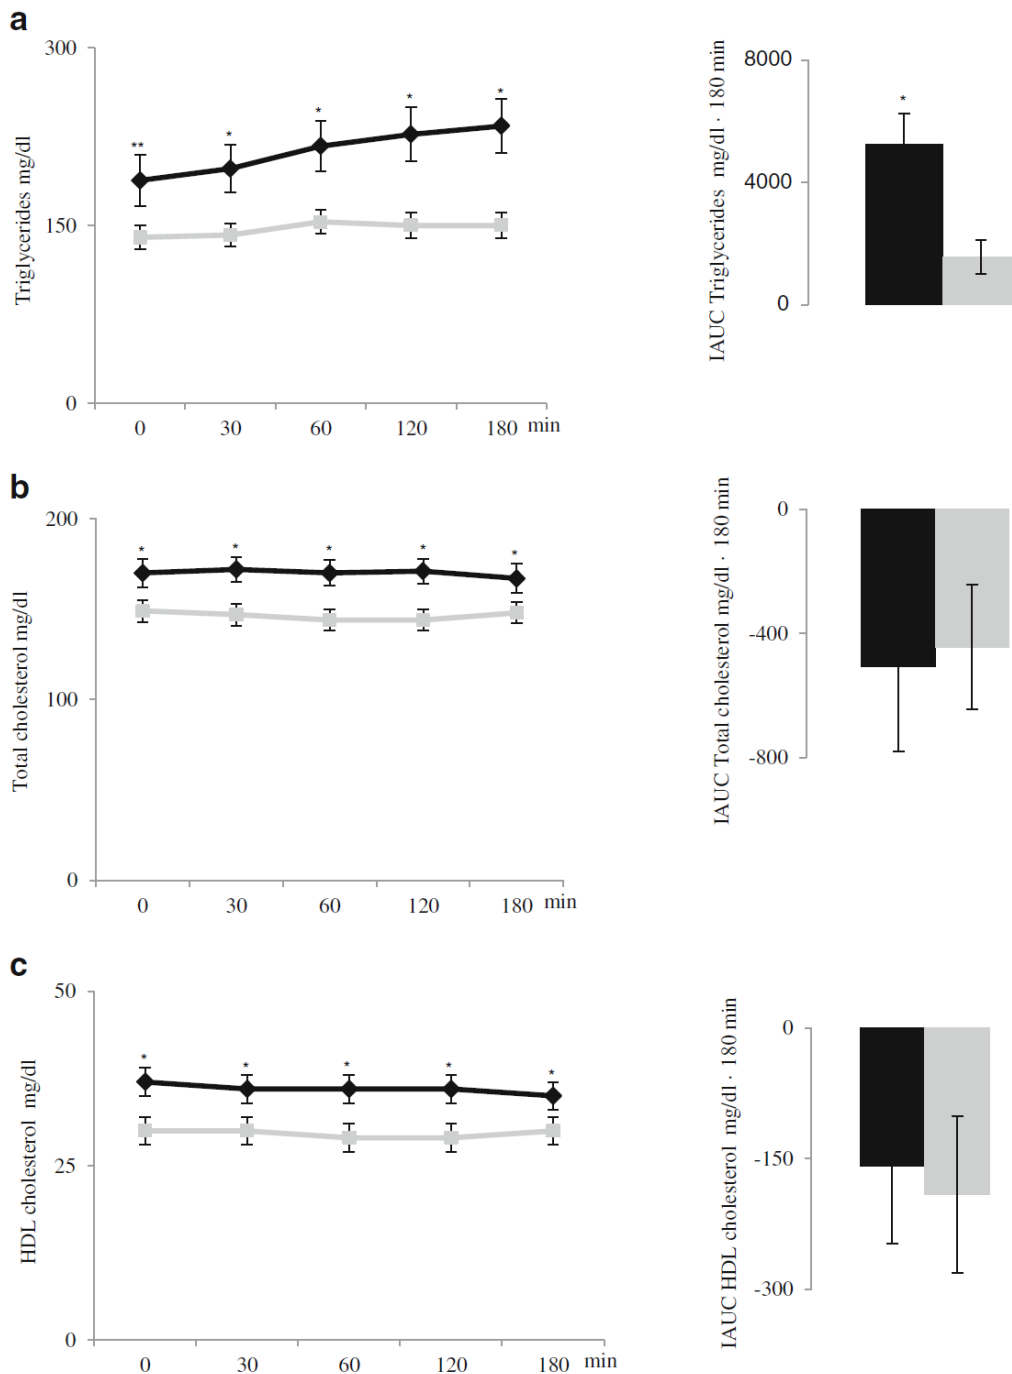 a
300
150
0
Triglycerides mg/dl
**
*
*
*
*
0 30 60 120 180 min
8000
4000
0
IAUC Triglycerides mg/dl · 180 min
*
b
200
100
0
Total cholesterol mg/dl
*
*
*
*
*
0 30 60 120 180 min
0
-400
-800
IAUC Total cholesterol mg/dl · 180 min
c
50
25
0
HDL cholesterol mg/dl
*
*
*
*
*
0 30 60 120 180 min
0
-150
-300
IAUC HDL cholesterol mg/dl · 180 min